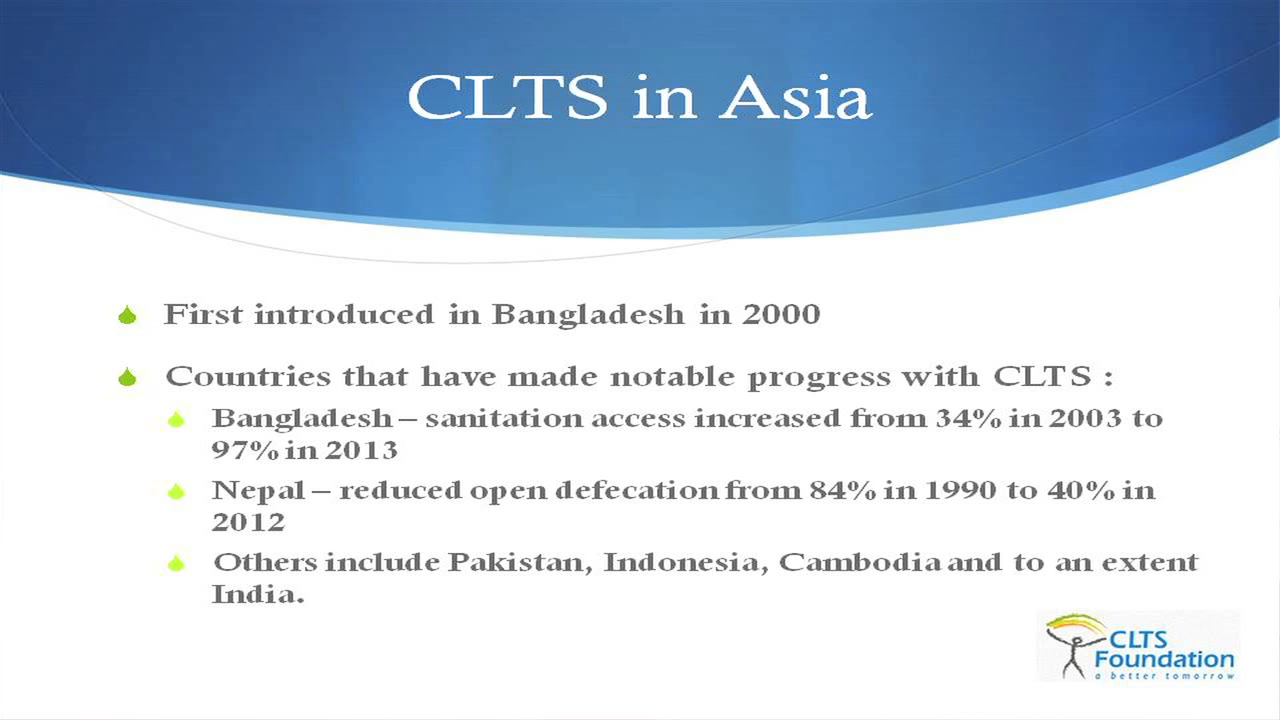 CLTS in Asia
First introduced in Bangladesh in 2000
Countries that have made notable progress with CLTS :
Bangladesh – sanitation access increased from 34% in 2003 to
97% in 2013
Nepal – reduced open defecation from 84% in 1990 to 40% in
2012
Others include Pakistan, Indonesia, Cambodia and to an extent
India.
CLTS
Foundation
a better tomorrow